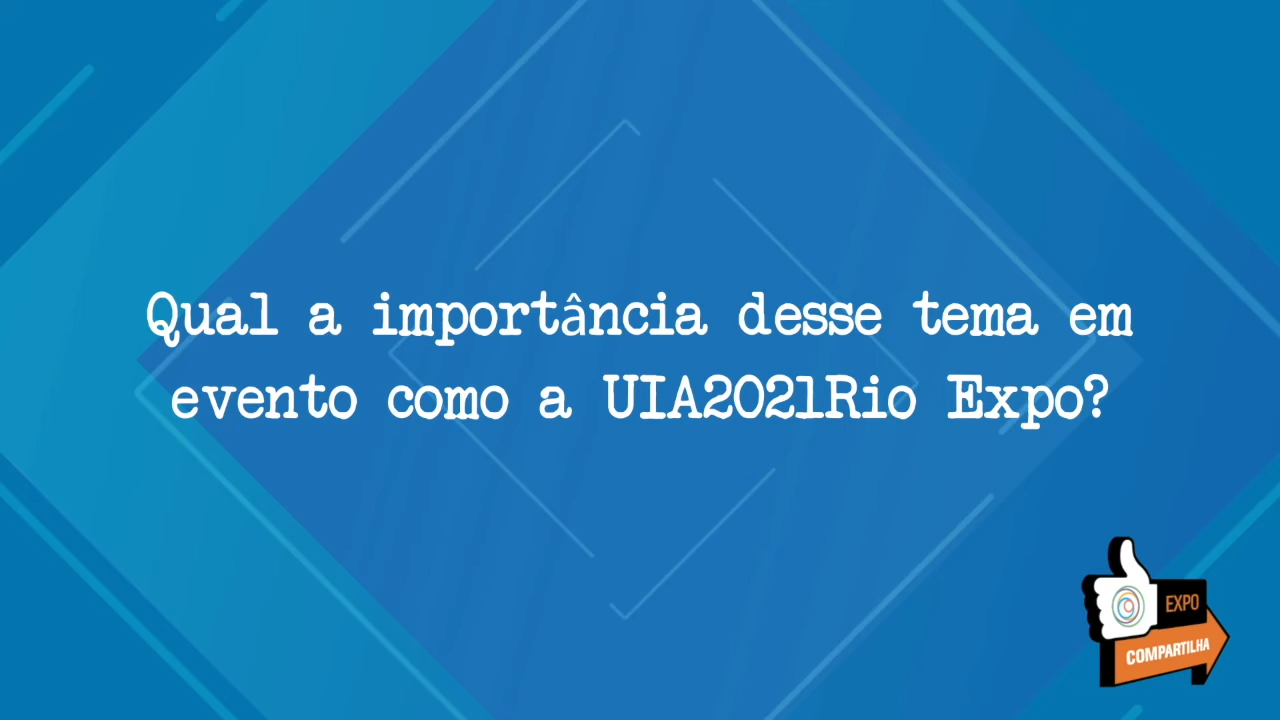 Qual a importância desse tema em
evento como a UIA2021Rio Expo?
EXPO
COMPARTILHA